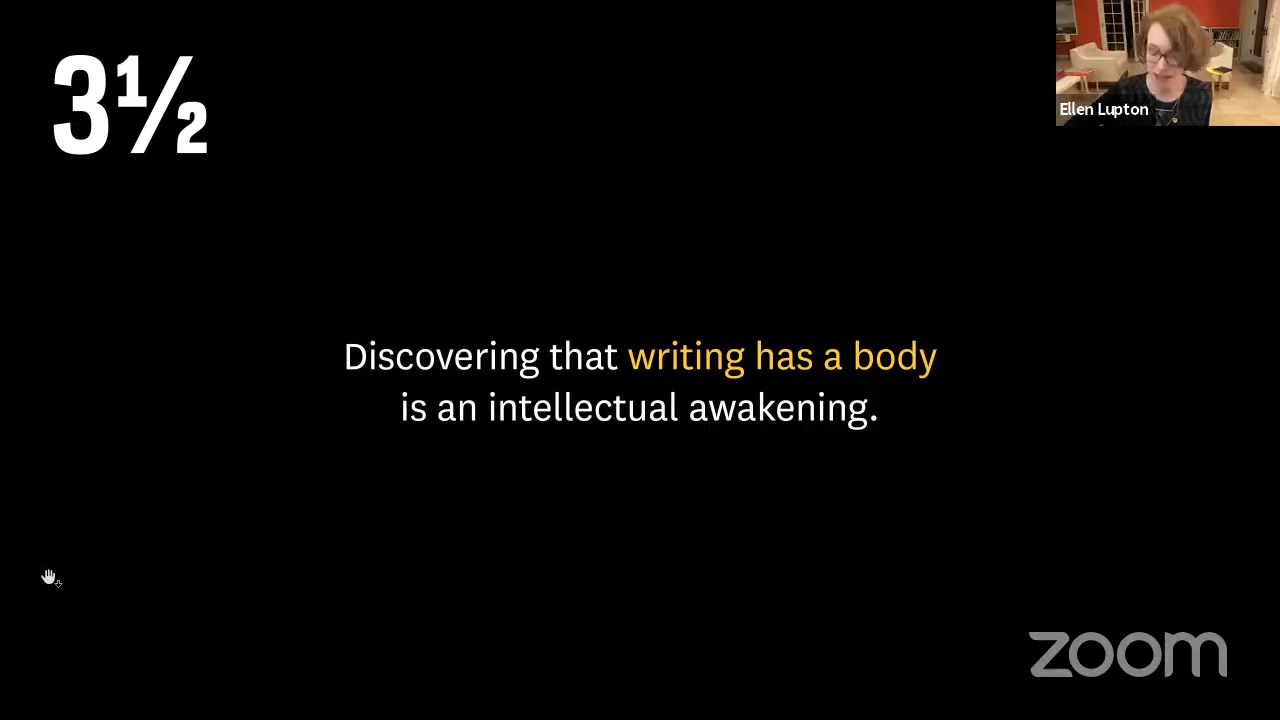 3½
Ellen Lupton
Discovering that writing has a body
is an intellectual awakening.
zoom